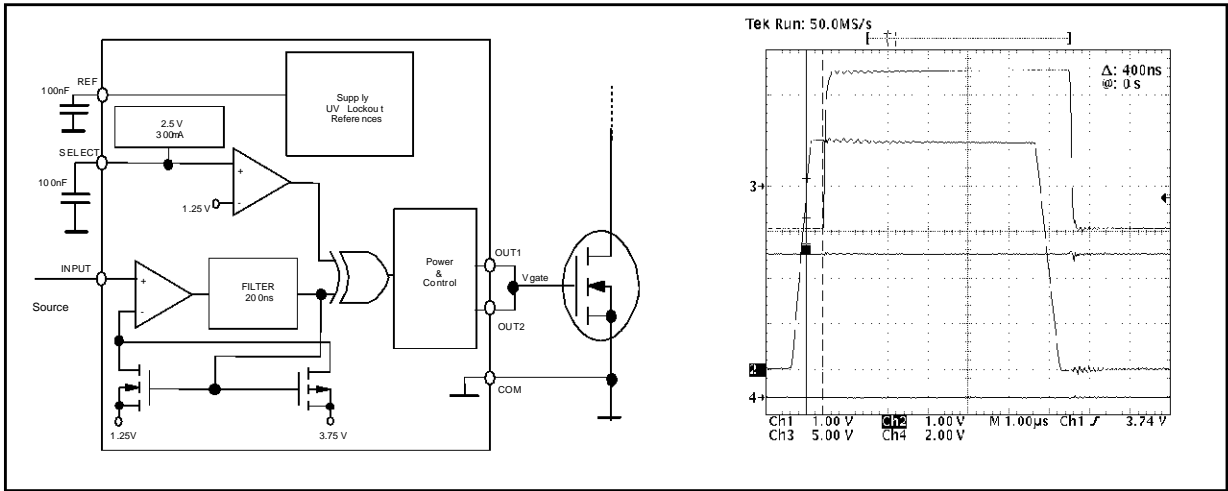 REF
100nF
Supply
UV Lockout
References
2.5V
300mA
SELECT
+
-
1.25V
100nF
INPUT
+
-
FILTER
200ns
Source
Power
&
Control
OUT1
OUT2
Vgate
COM
1.25V
3.75 V
Tek Run: 50.0MS/s
Δ: 400ns
@: 0 s
3
2
4
Ch1 1.00 V Ch2 1.00 V M 1.00µs Ch1 3.74 V
Ch3 5.00 V Ch4 2.00 V